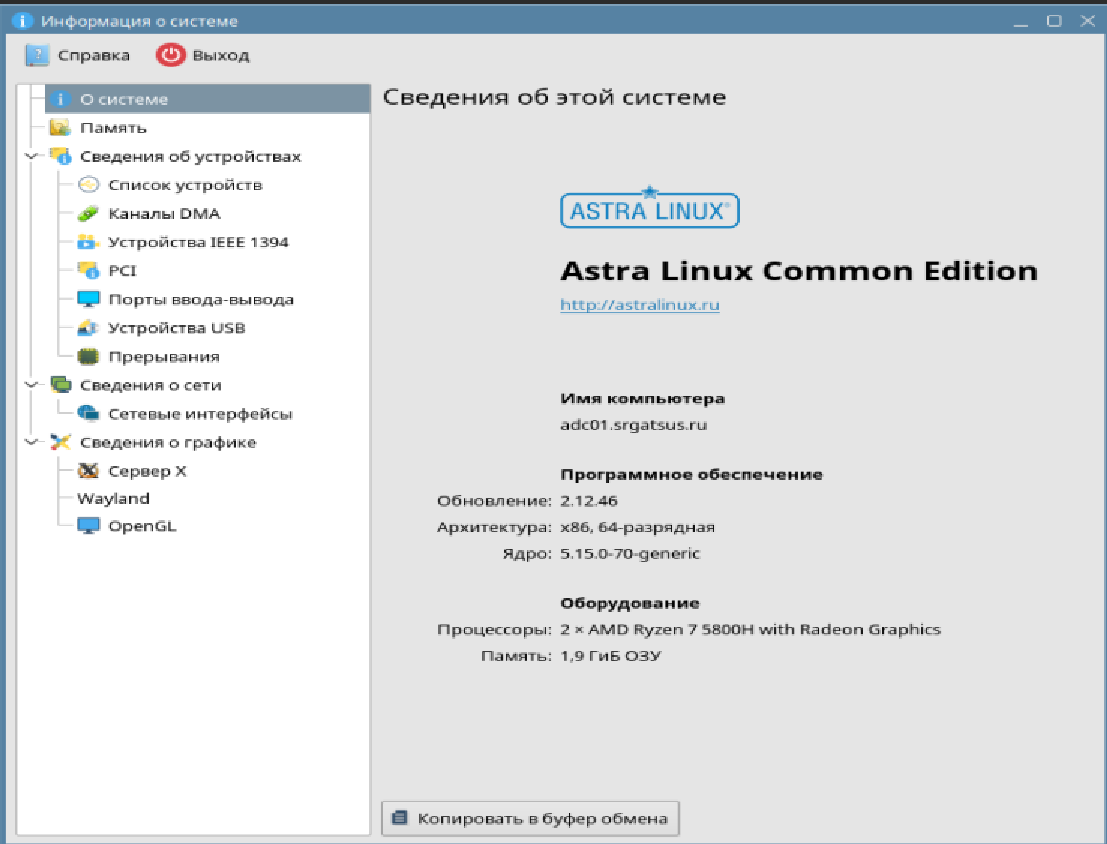 Информация о системе
Справка Выход
О системе
Память
Сведения об устройствах
Список устройств
Каналы DMA
Устройства IEEE 1394
PCI
Порты ввода-вывода
Устройства USB
Прерывания
Сведения о сети
Сетевые интерфейсы
Сведения о графике
Сервер X
Wayland
OpenGL
Сведения об этой системе
ASTRA LINUX®
Astra Linux Common Edition
http://astralinux.ru
Имя компьютера
adc01.srgatsus.ru
Программное обеспечение
Обновление: 2.12.46
Архитектура: x86, 64-разрядная
Ядро: 5.15.0-70-generic
Оборудование
Процессоры: 2 × AMD Ryzen 7 5800H with Radeon Graphics
Память: 1,9 ГиБ ОЗУ
Копировать в буфер обмена